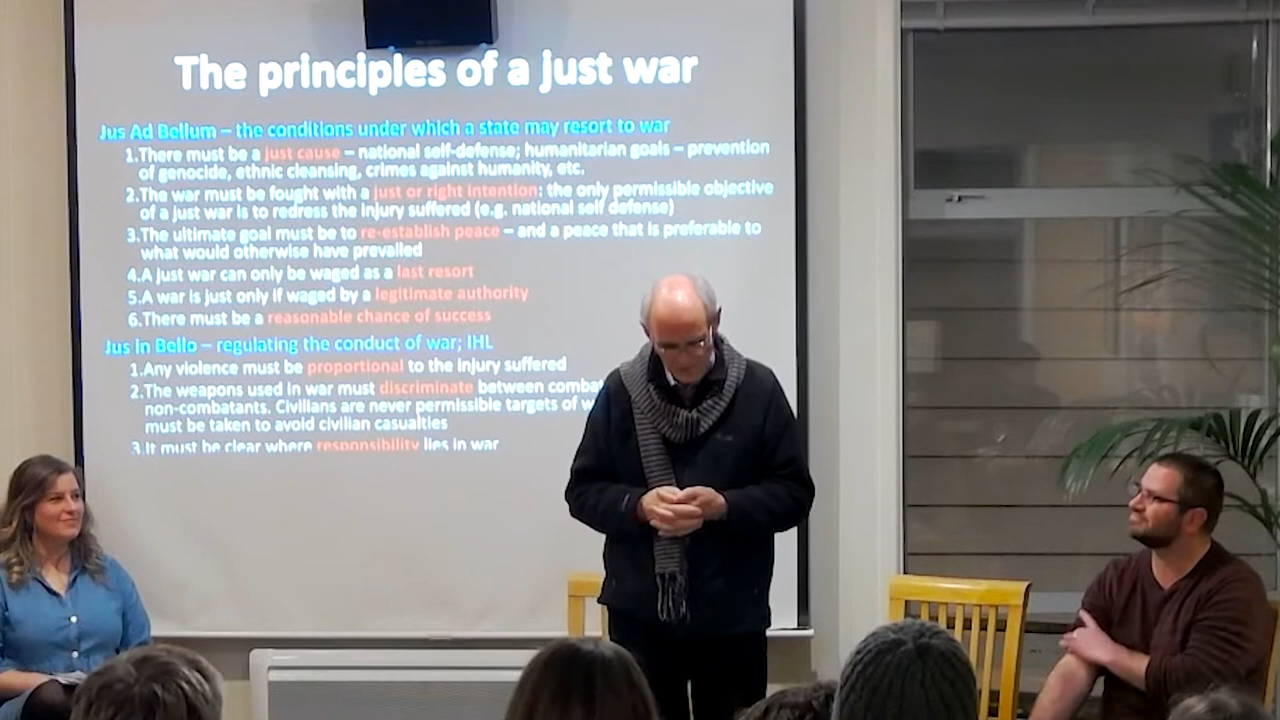 The principles of a just war
Jus Ad Bellum – the conditions under which a state may resort to war
1.There must be a just cause – national self-defense; humanitarian goals – prevention
of genocide, ethnic cleansing, crimes against humanity, etc.
2.The war must be fought with a just or right intention: the only permissible objective
of a just war is to redress the injury suffered (e.g. national self defense)
3.The ultimate goal must be to re-establish peace – and a peace that is preferable to
what would otherwise have prevailed
4.A just war can only be waged as a last resort
5.A war is just only if waged by a legitimate authority
6.There must be a reasonable chance of success
Jus In Bello – regulating the conduct of war; IHL
1.Any violence must be proportional to the injury suffered
2.The weapons used in war must discriminate between
non-combatants. Civilians are never permissible targets of
must be taken to avoid civilian casualties
3.It must be clear where responsibility lies in war